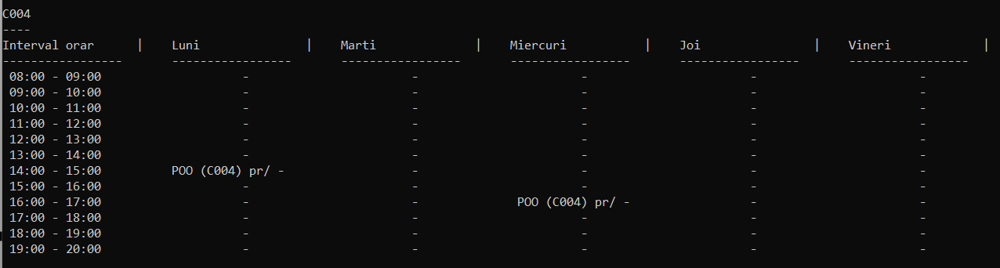 C004
----
Interval orar      |    Luni               |    Marti              |    Miercuri           |    Joi                |    Vineri             |
-----------------       -----------------       -----------------       -----------------       -----------------       -----------------
 08:00 - 09:00                    -                       -                       -                       -                       -
 09:00 - 10:00                    -                       -                       -                       -                       -
 10:00 - 11:00                    -                       -                       -                       -                       -
 11:00 - 12:00                    -                       -                       -                       -                       -
 12:00 - 13:00                    -                       -                       -                       -                       -
 13:00 - 14:00                    -                       -                       -                       -                       -
 14:00 - 15:00          POO (C004) pr/ -                  -                       -                       -                       -
 15:00 - 16:00                    -                       -                       -                       -                       -
 16:00 - 17:00                    -                       -              POO (C004) pr/ -                 -                       -
 17:00 - 18:00                    -                       -                       -                       -                       -
 18:00 - 19:00                    -                       -                       -                       -                       -
 19:00 - 20:00                    -                       -                       -                       -                       -